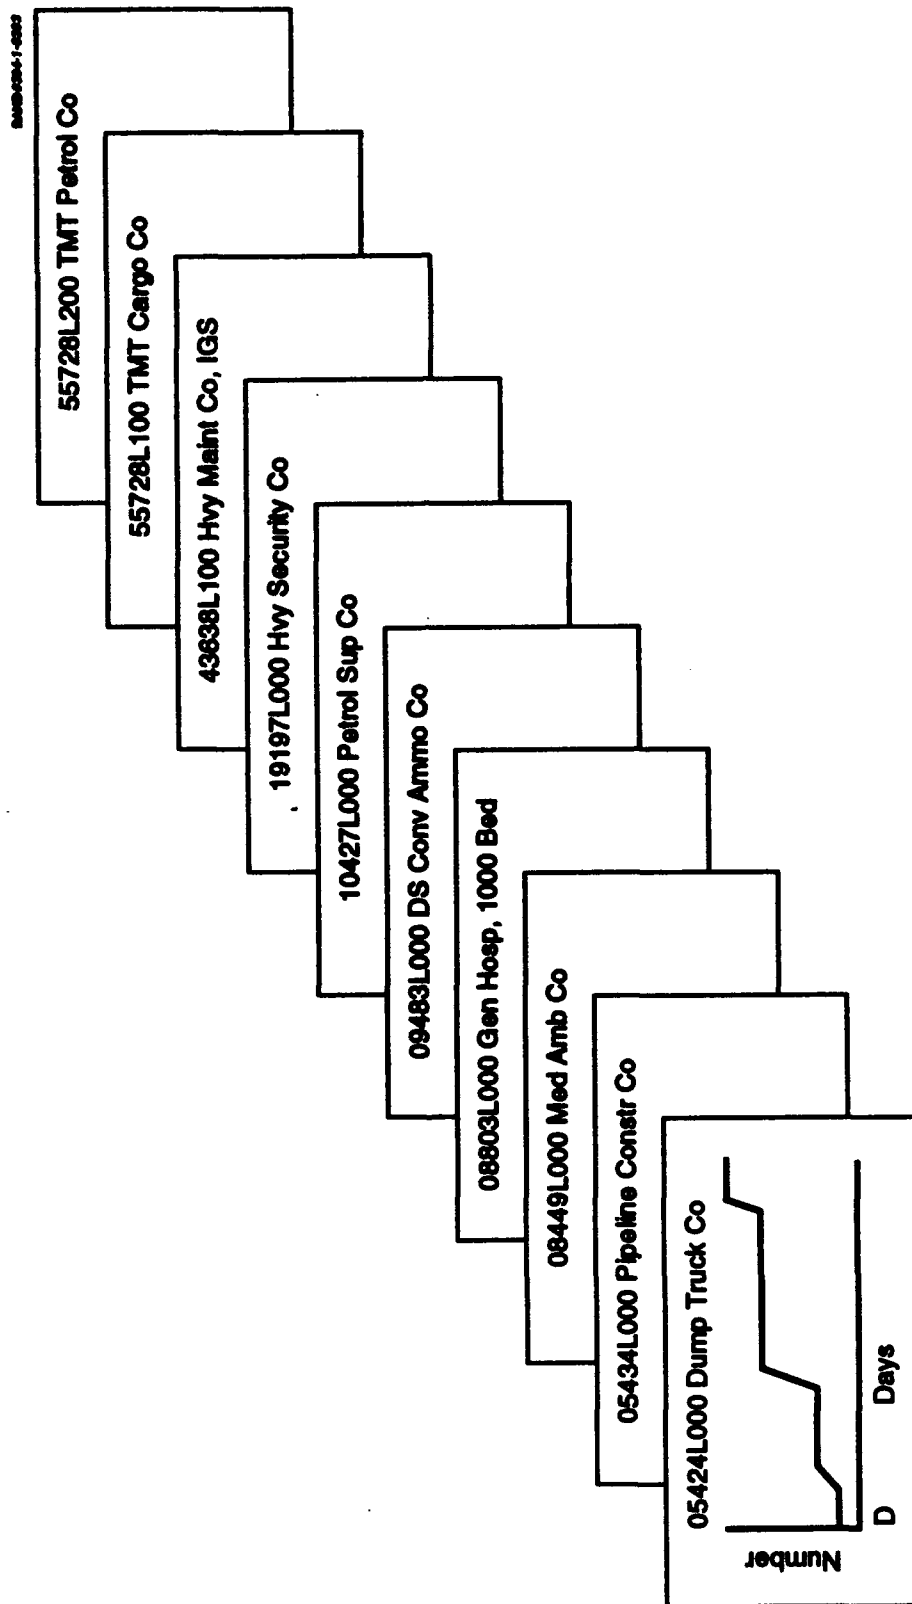 55728L200 TMT Petrol Co
55728L100 TMT Cargo Co
43638L100 Hvy Maint Co, IGS
19197L000 Hvy Security Co
10427L000 Petrol Sup Co
09483L000 DS Conv Ammo Co
08803L000 Gen Hosp, 1000 Bed
08449L000 Med Amb Co
05434L000 Pipeline Constr Co
05424L000 Dump Truck Co
Number
D
Days